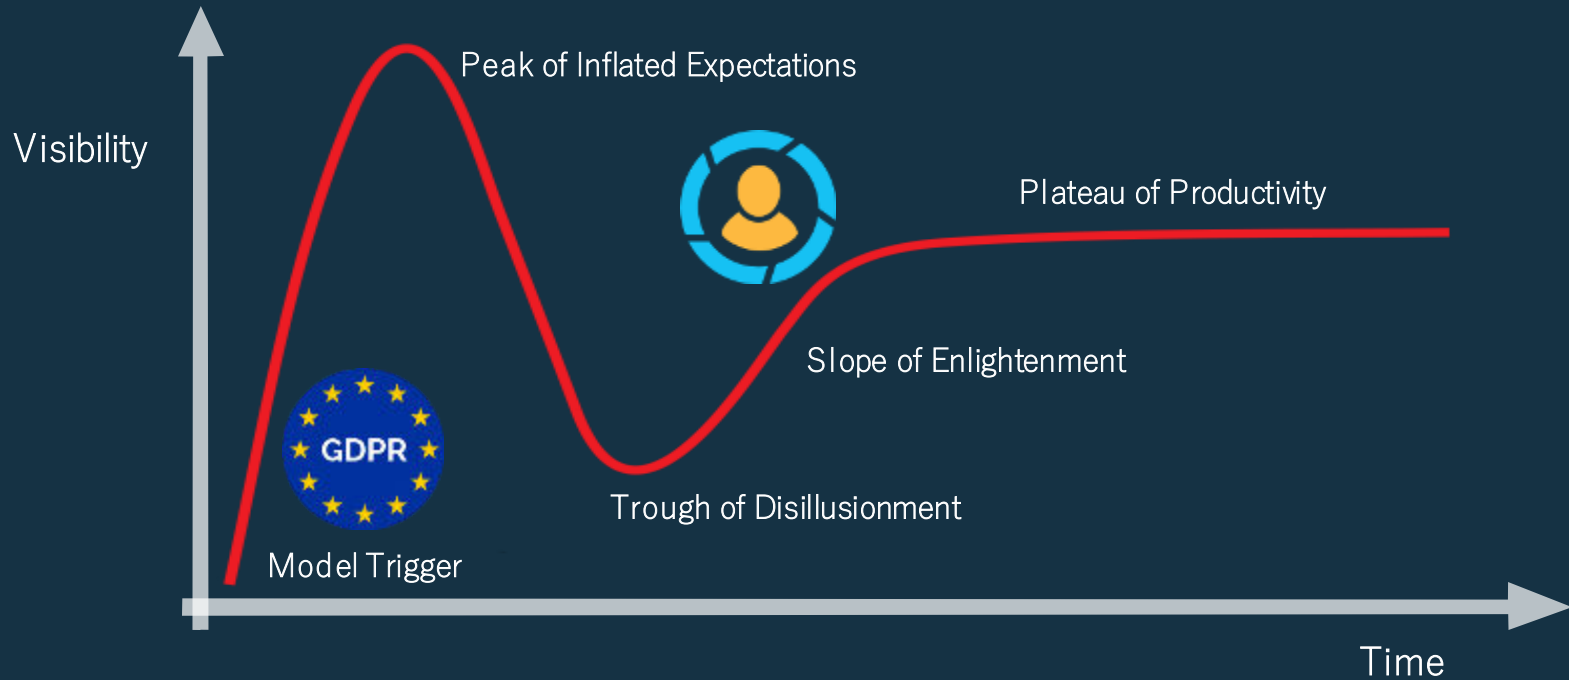 Peak of Inflated Expectations
Visibility
Plateau of Productivity
Slope of Enlightenment
GDPR
Trough of Disillusionment
Model Trigger
Time